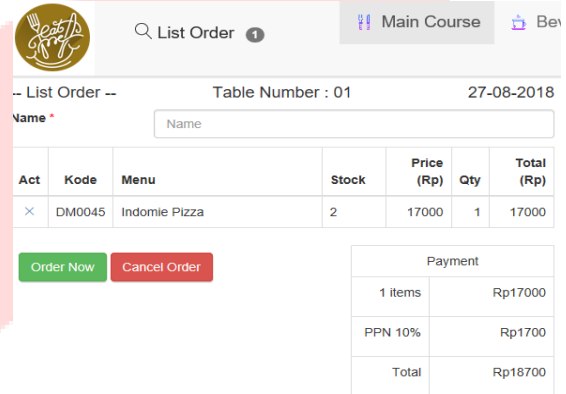 Eat Me
List Order 1
Main Course
Bev
-- List Order --
Table Number : 01
27-08-2018
Name *
Name
Act Kode Menu Stock Price (Rp) Qty Total (Rp)
× DM0045 Indomie Pizza 2 17000 1 17000
Order Now
Cancel Order
Payment
1 items Rp17000
PPN 10% Rp1700
Total Rp18700